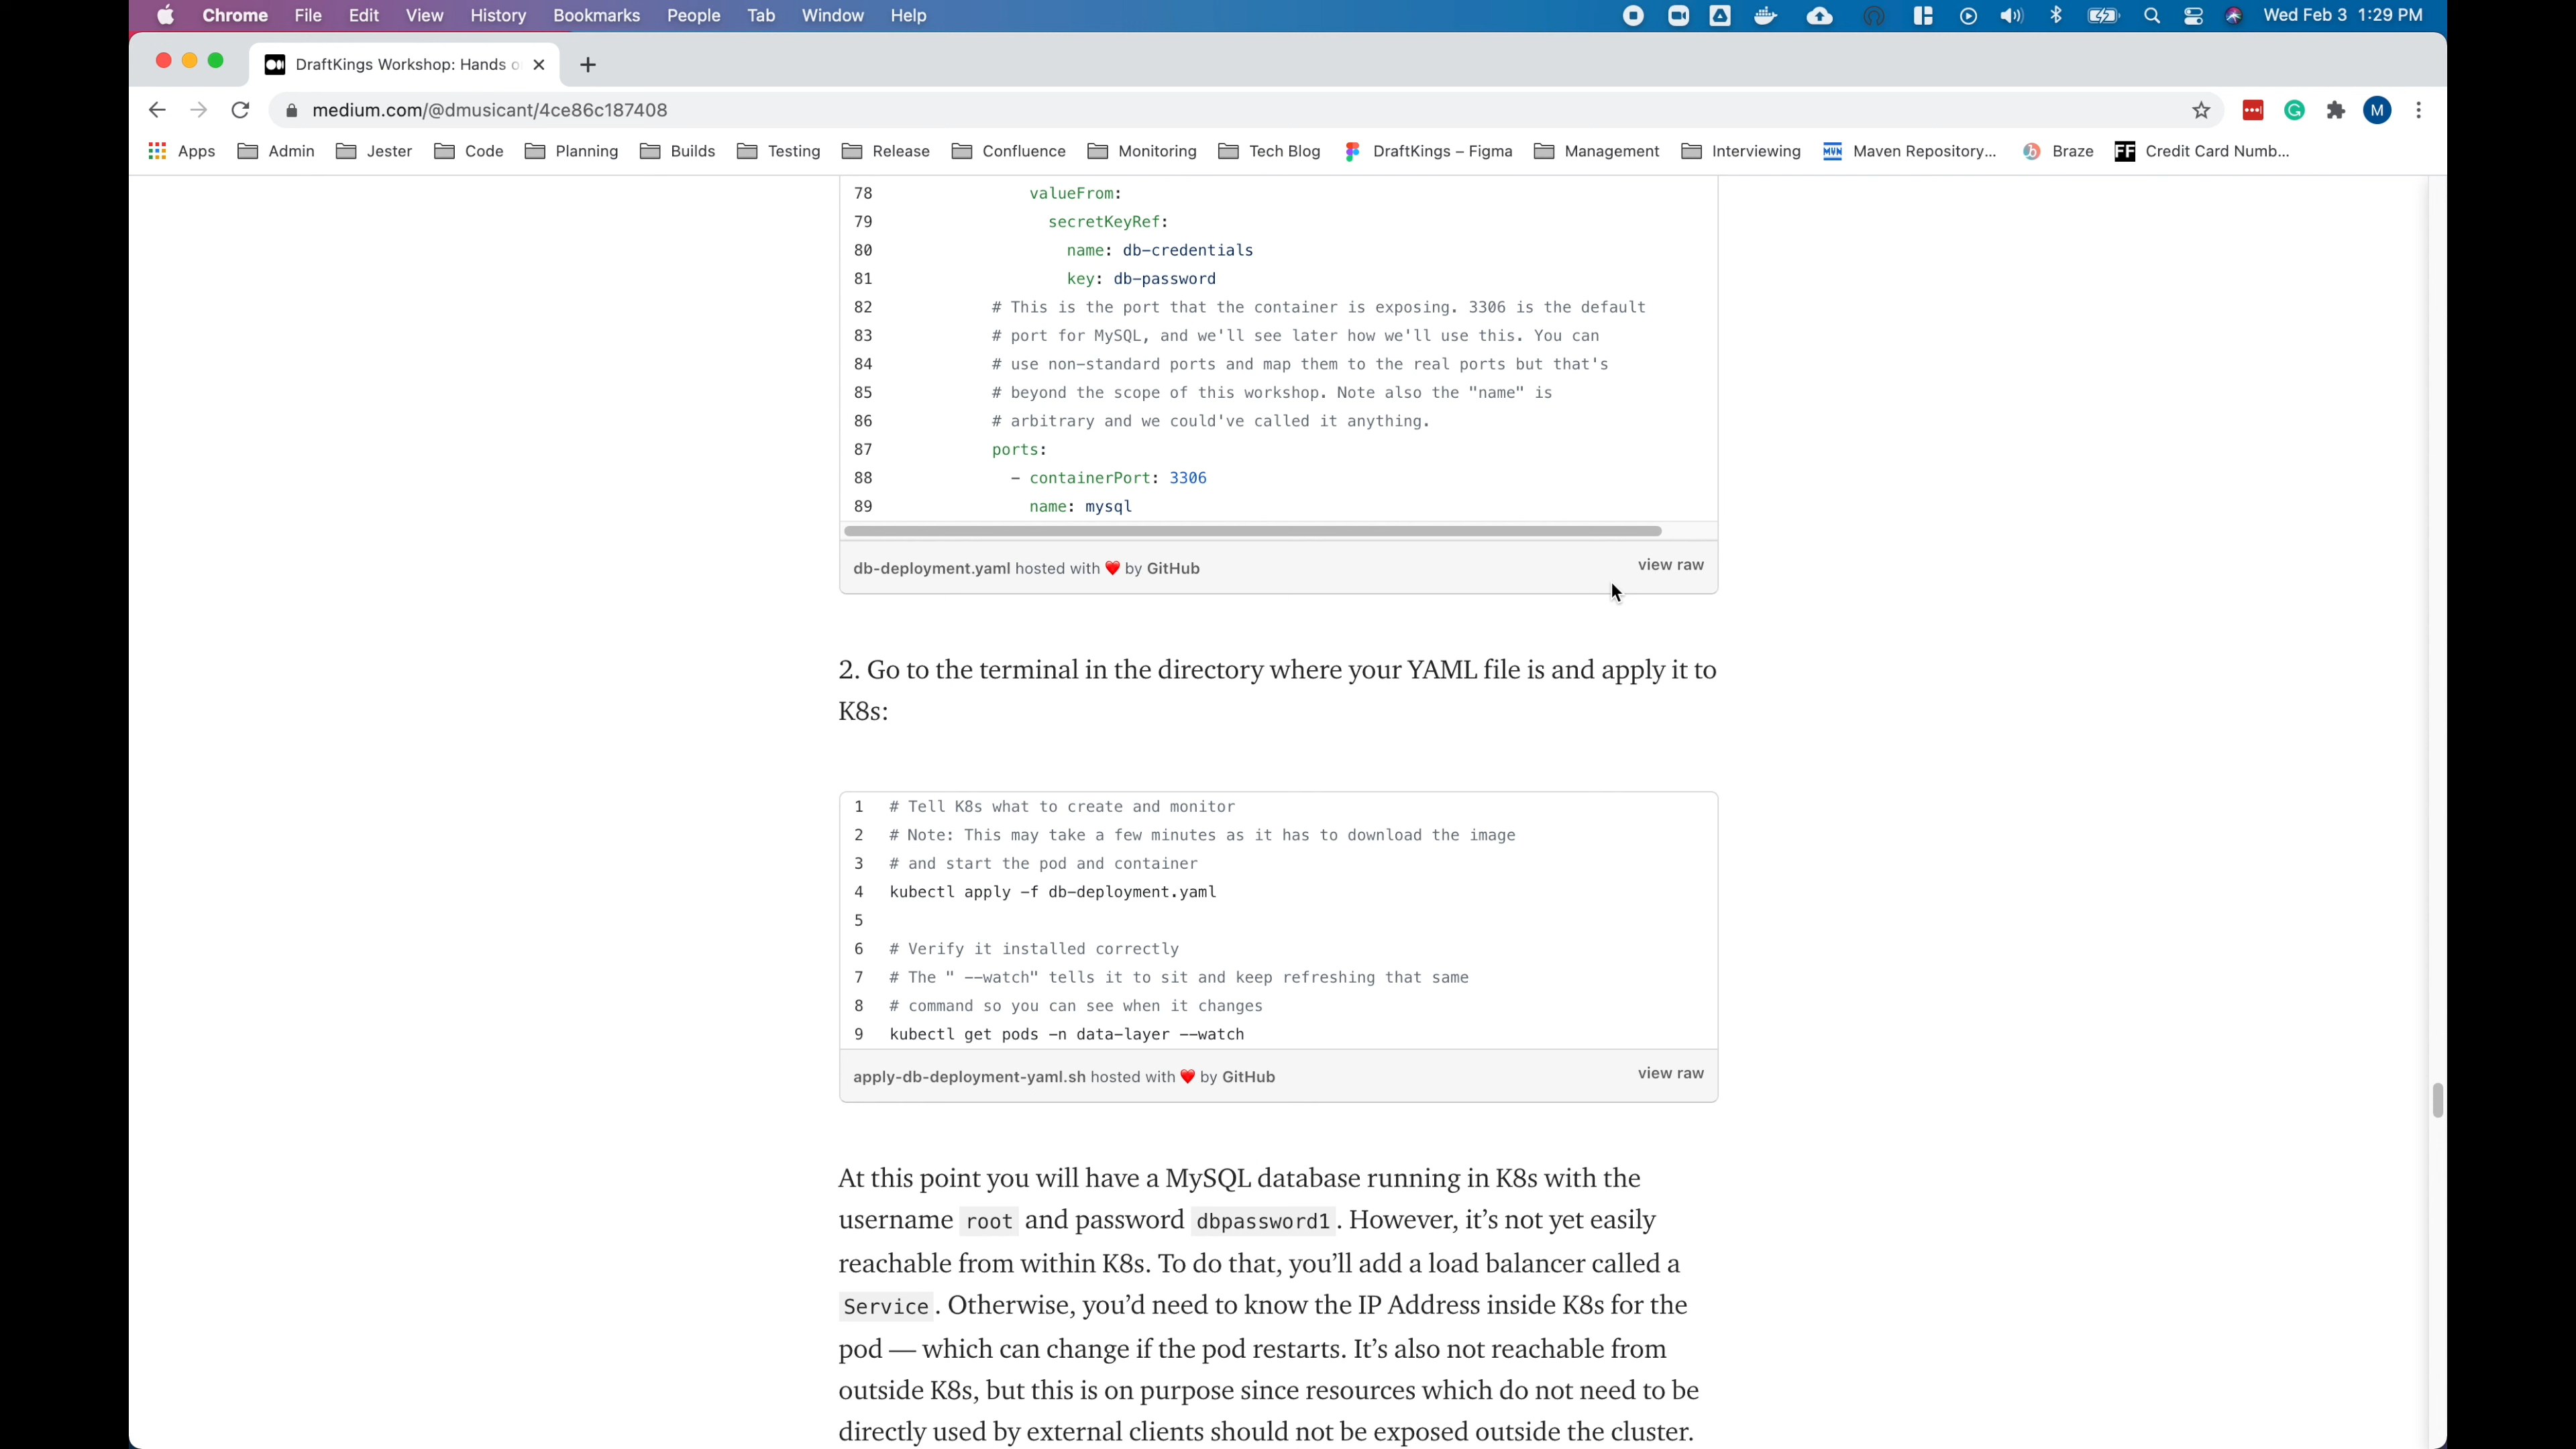 Chrome File Edit View History Bookmarks People Tab Window Help Wed Feb 3 1:29 PM
DraftKings Workshop: Hands o
medium.com/@dmusicant/4ce86c187408 M
Apps Admin Jester Code Planning Builds Testing Release Confluence Monitoring Tech Blog DraftKings – Figma Management Interviewing MVN Maven Repository... b Braze FF Credit Card Numb...
78 valueFrom:
79 secretKeyRef:
80 name: db-credentials
81 key: db-password
82 # This is the port that the container is exposing. 3306 is the default
83 # port for MySQL, and we'll see later how we'll use this. You can
84 # use non-standard ports and map them to the real ports but that's
85 # beyond the scope of this workshop. Note also the "name" is
86 # arbitrary and we could've called it anything.
87 ports:
88 - containerPort: 3306
89 name: mysql
db-deployment.yaml hosted with ❤ by GitHub view raw
2. Go to the terminal in the directory where your YAML file is and apply it to
K8s:
1 # Tell K8s what to create and monitor
2 # Note: This may take a few minutes as it has to download the image
3 # and start the pod and container
4 kubectl apply -f db-deployment.yaml
5
6 # Verify it installed correctly
7 # The " --watch" tells it to sit and keep refreshing that same
8 # command so you can see when it changes
9 kubectl get pods -n data-layer --watch
apply-db-deployment-yaml.sh hosted with ❤ by GitHub view raw
At this point you will have a MySQL database running in K8s with the
username root and password dbpassword1. However, it’s not yet easily
reachable from within K8s. To do that, you’ll add a load balancer called a
Service. Otherwise, you’d need to know the IP Address inside K8s for the
pod — which can change if the pod restarts. It’s also not reachable from
outside K8s, but this is on purpose since resources which do not need to be
directly used by external clients should not be exposed outside the cluster.